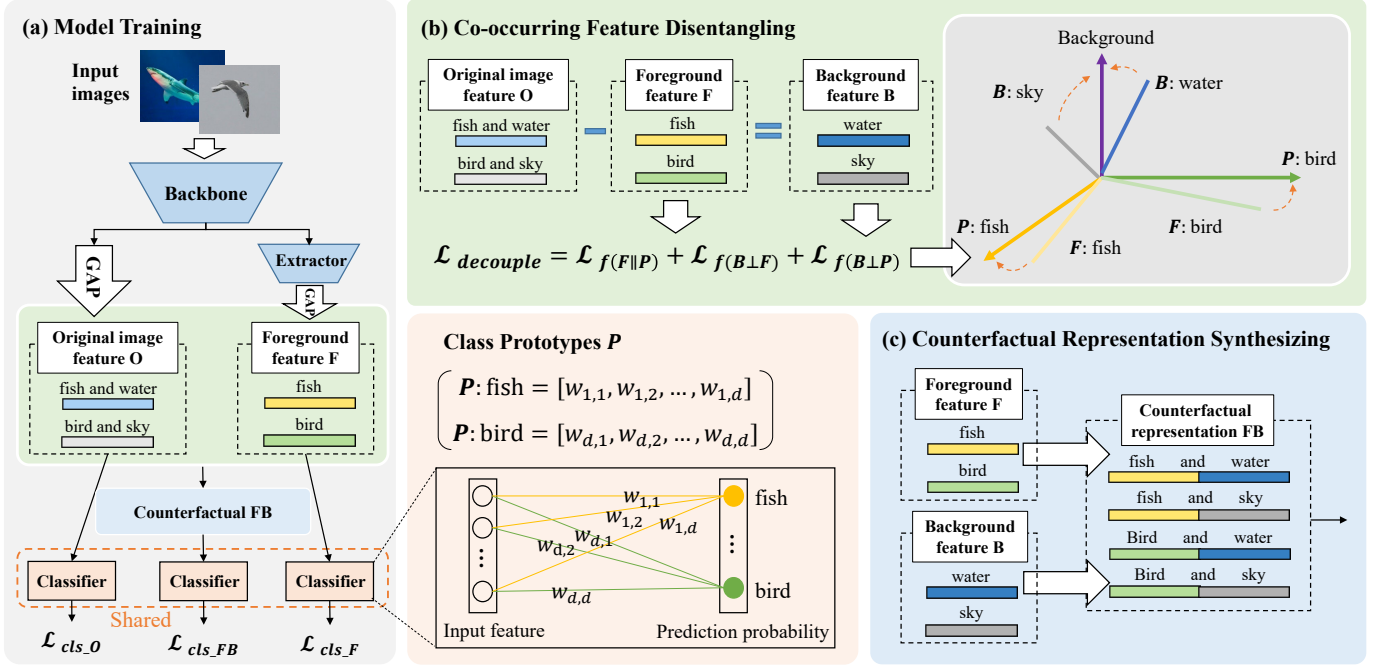 (a) Model Training
Input
images
Backbone
GAP
Extractor
GAP
Original image
feature O
fish and water
bird and sky
Foreground
feature F
fish
bird
Counterfactual FB
Classifier
Classifier
Classifier
Shared
ℒ cls_O
ℒ cls_FB
ℒ cls_F
(b) Co-occurring Feature Disentangling
Original image
feature O
fish and water
bird and sky
Foreground
feature F
fish
bird
Background
feature B
water
sky
ℒ decouple = ℒ f(F∥P) + ℒ f(B⊥F) + ℒ f(B⊥P)
Background
B: sky
B: water
P: bird
P: fish
F: bird
F: fish
Class Prototypes P
P: fish = [w1,1, w1,2, … , w1,d]
P: bird = [wd,1, wd,2, … , wd,d]
w1,1
w1,2
w1,d
wd,1
wd,2
wd,d
fish
bird
Input feature
Prediction probability
(c) Counterfactual Representation Synthesizing
Foreground
feature F
fish
bird
Background
feature B
water
sky
Counterfactual
representation FB
fish and water
fish and sky
Bird and water
Bird and sky